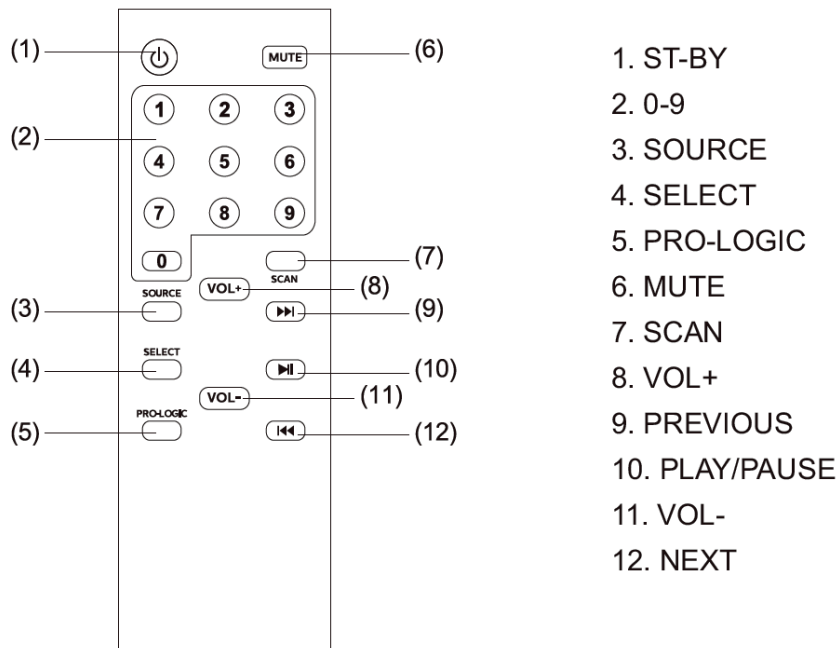 (1)
MUTE
(6)
1
2
3
(2)
4
5
6
7
8
9
0
SCAN
(7)
SOURCE
VOL+
(8)
(3)
(9)
SELECT
(4)
(10)
VOL-
(11)
PRO-LOGIC
(5)
(12)
1. ST-BY
2. 0-9
3. SOURCE
4. SELECT
5. PRO-LOGIC
6. MUTE
7. SCAN
8. VOL+
9. PREVIOUS
10. PLAY/PAUSE
11. VOL-
12. NEXT